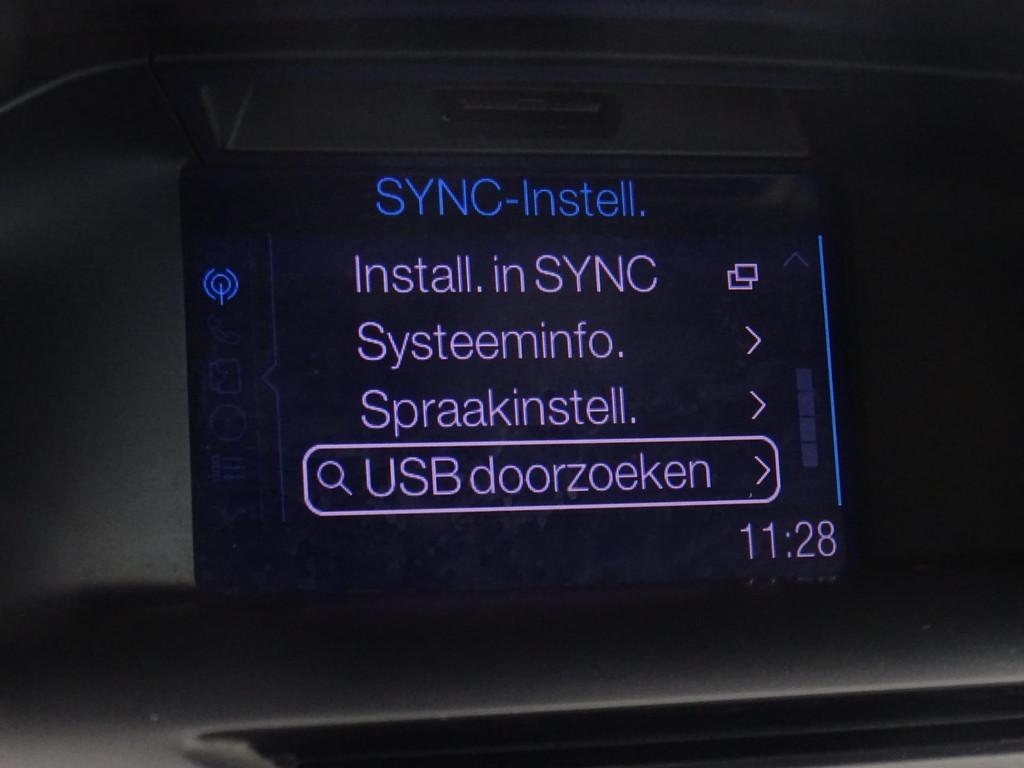 SYNC-Instell.
Install. in SYNC
Systeeminfo.
Spraakinstell.
USB doorzoeken
11:28